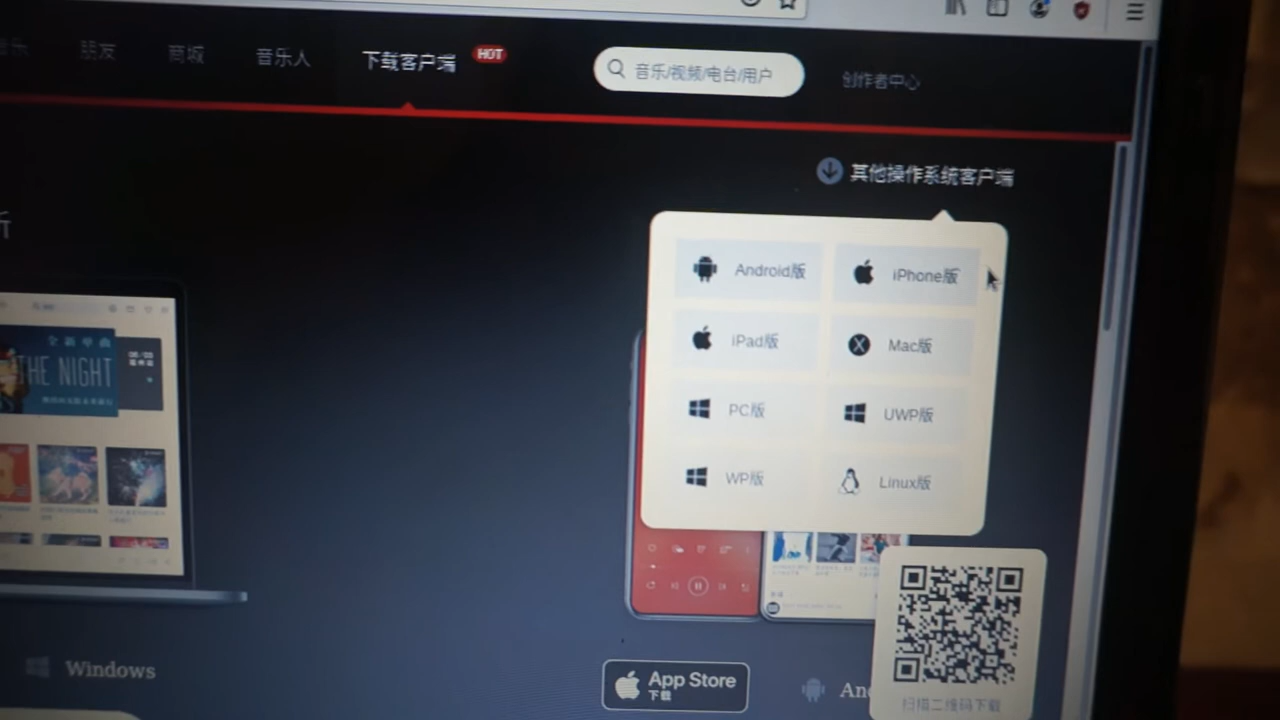 朋友
商城
音乐人
下载客户端
HOT
音乐/视频/电台/用户
创作者中心
其他操作系统客户端
Android版
iPhone版
iPad版
Mac版
PC版
UWP版
WP版
Linux版
THE NIGHT
Windows
App Store
下载
扫描二维码下载